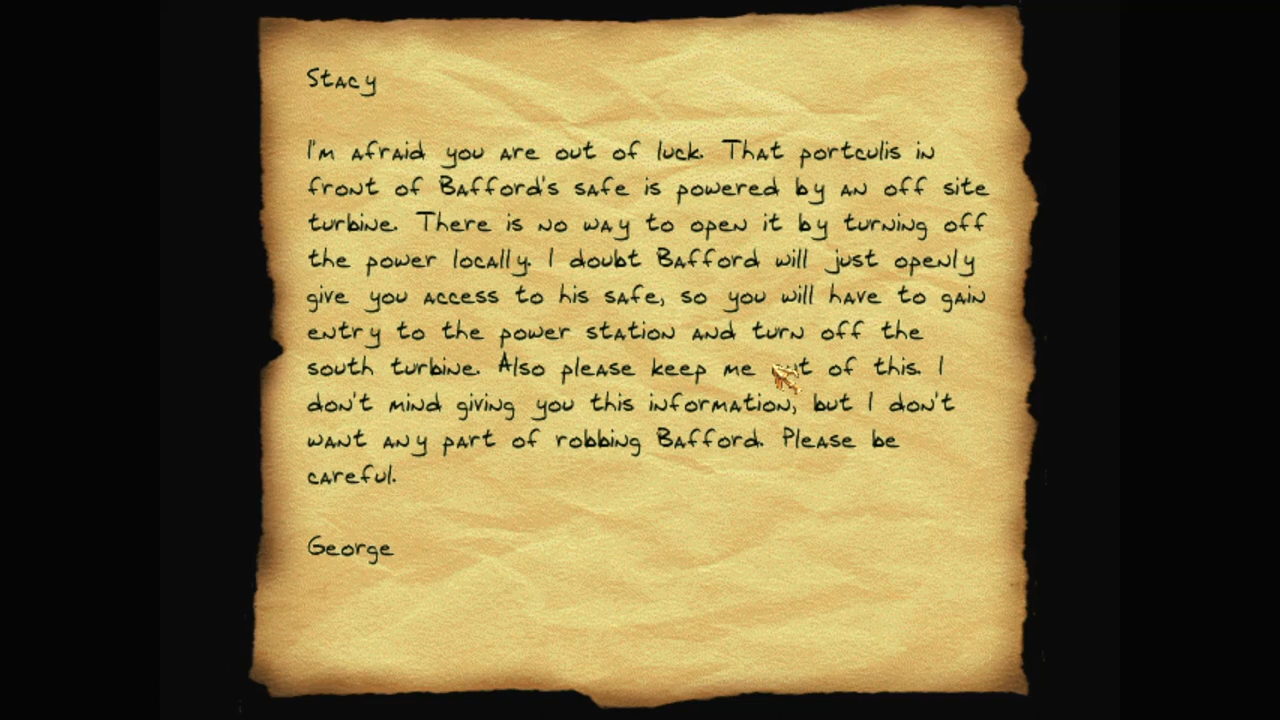 Stacy
I'm afraid you are out of luck. That portculis in
front of Bafford's safe is powered by an off site
turbine. There is no way to open it by turning off
the power locally. I doubt Bafford will just openly
give you access to his safe, so you will have to gain
entry to the power station and turn off the
south turbine. Also please keep me out of this. I
don't mind giving you this information, but I don't
want any part of robbing Bafford. Please be
careful.
George